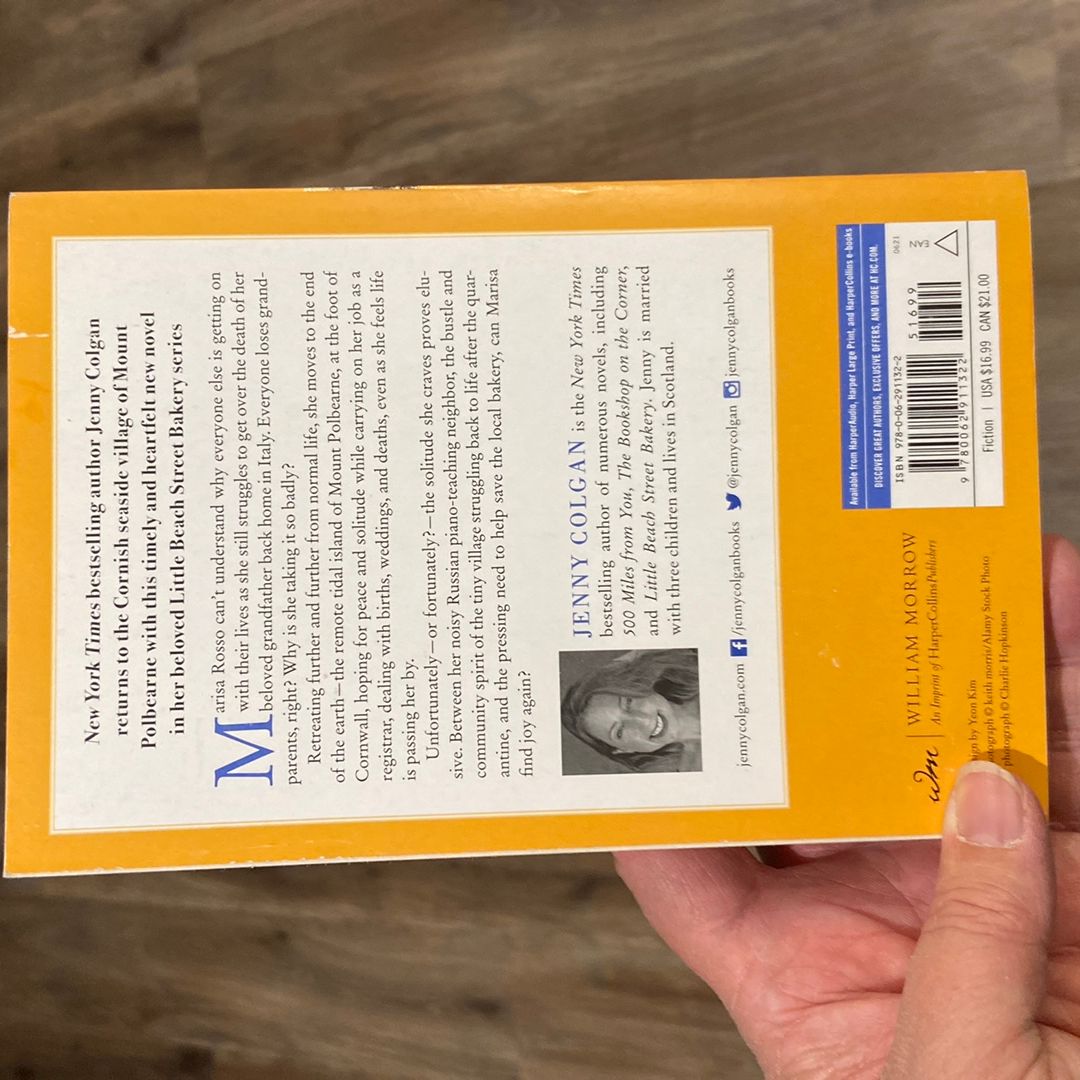 New York Times bestselling author Jenny Colgan
returns to the Cornish seaside village of Mount
Polbearne with this timely and heartfelt new novel
in her beloved Little Beach Street Bakery series
Marisa Rosso can't understand why everyone else is getting on
with their lives as she still struggles to get over the death of her
beloved grandfather back home in Italy. Everyone loses grand-
parents, right? Why is she taking it so badly?
Retreating further and further from normal life, she moves to the end
of the earth—the remote tidal island of Mount Polbearne, at the foot of
Cornwall, hoping for peace and solitude while carrying on her job as a
registrar, dealing with births, weddings, and deaths, even as she feels life
is passing her by.
Unfortunately—or fortunately?—the solitude she craves proves elu-
sive. Between her noisy Russian piano-teaching neighbor, the bustle and
community spirit of the tiny village struggling back to life after the quar-
antine, and the pressing need to help save the local bakery, can Marisa
find joy again?
JENNY COLGAN is the New York Times
bestselling author of numerous novels, including
500 Miles from You, The Bookshop on the Corner,
and Little Beach Street Bakery. Jenny is married
with three children and lives in Scotland.
jennycolgan.com /jennycolganbooks @jennycolgan jennycolganbooks
wm WILLIAM MORROW
An Imprint of HarperCollinsPublishers
by Yeon Kim
© keith morris/Alamy Stock Photo
photograph © Charlie Hopkinson
Available from HarperAudio, Harper Large Print, and HarperCollins e-books
DISCOVER GREAT AUTHORS, EXCLUSIVE OFFERS, AND MORE AT HC.COM.
ISBN 978-0-06-291132-2
0621
51699
EAN
9 780062 911322
Fiction | USA $16.99 CAN $21.00